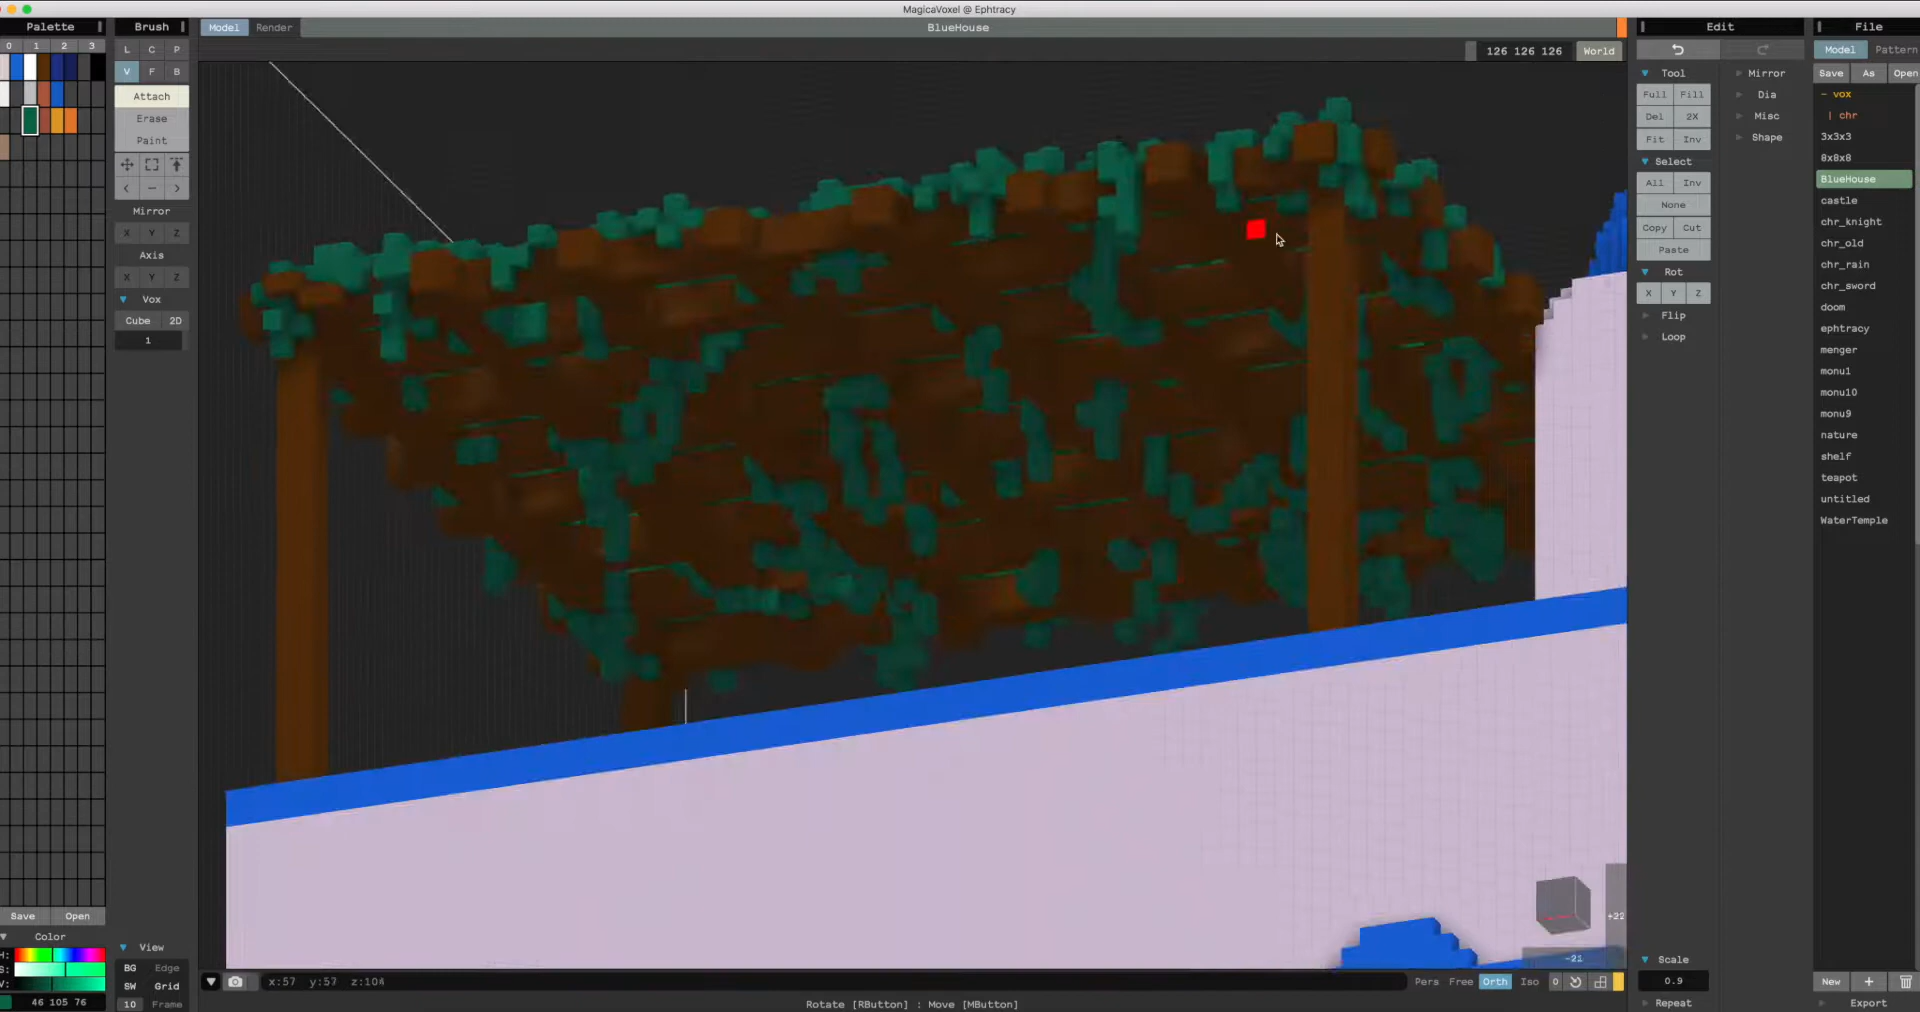 MagicaVoxel @ Ephtracy
Palette
0 1 2 3
Save Open
Color
H:
S:
V:
46 105 76
Brush
L C P
V F B
Attach
Erase
Paint
Mirror
X Y Z
Axis
X Y Z
Vox
Cube 2D
1
View
BG Edge
SW Grid
10 Frame
Model Render
BlueHouse
126 126 126 World
+22
-21
x:57 y:57 z:104
Pers Free Orth Iso 0
Rotate [RButton] : Move [MButton]
Edit
Tool
Full Fill
Del 2X
Fit Inv
Select
All Inv
None
Copy Cut
Paste
Rot
X Y Z
Flip
Loop
Mirror
Dia
Misc
Shape
Scale
0.9
Repeat
File
Model Pattern
Save As Open
- vox
| chr
3x3x3
8x8x8
BlueHouse
castle
chr_knight
chr_old
chr_rain
chr_sword
doom
ephtracy
menger
monu1
monu10
monu9
nature
shelf
teapot
untitled
WaterTemple
New +
Export